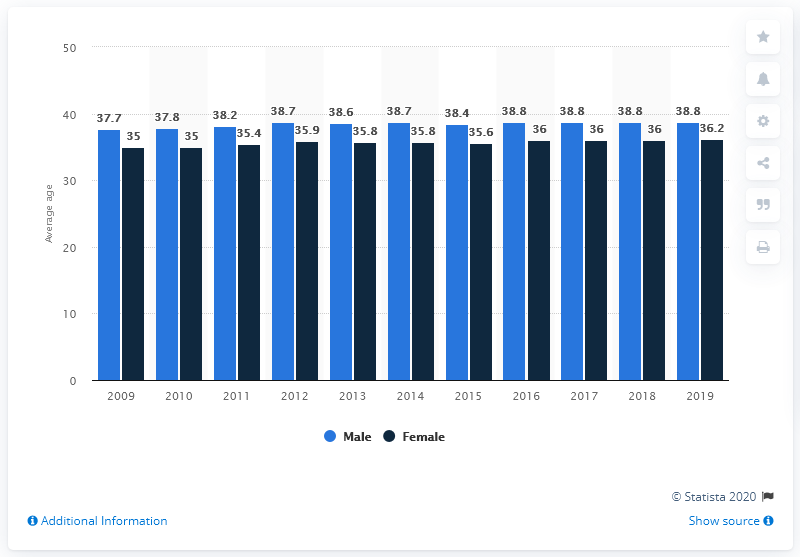 50
40
30
20
10
0
Average age
37.7 35 37.8 35 38.2 35.4 38.7 35.9 38.6 35.8 38.7 35.8 38.4 35.6 38.8 36 38.8 36 38.8 36 38.8 36.2
2009 2010 2011 2012 2013 2014 2015 2016 2017 2018 2019
Male Female
© Statista 2020
Additional Information Show source